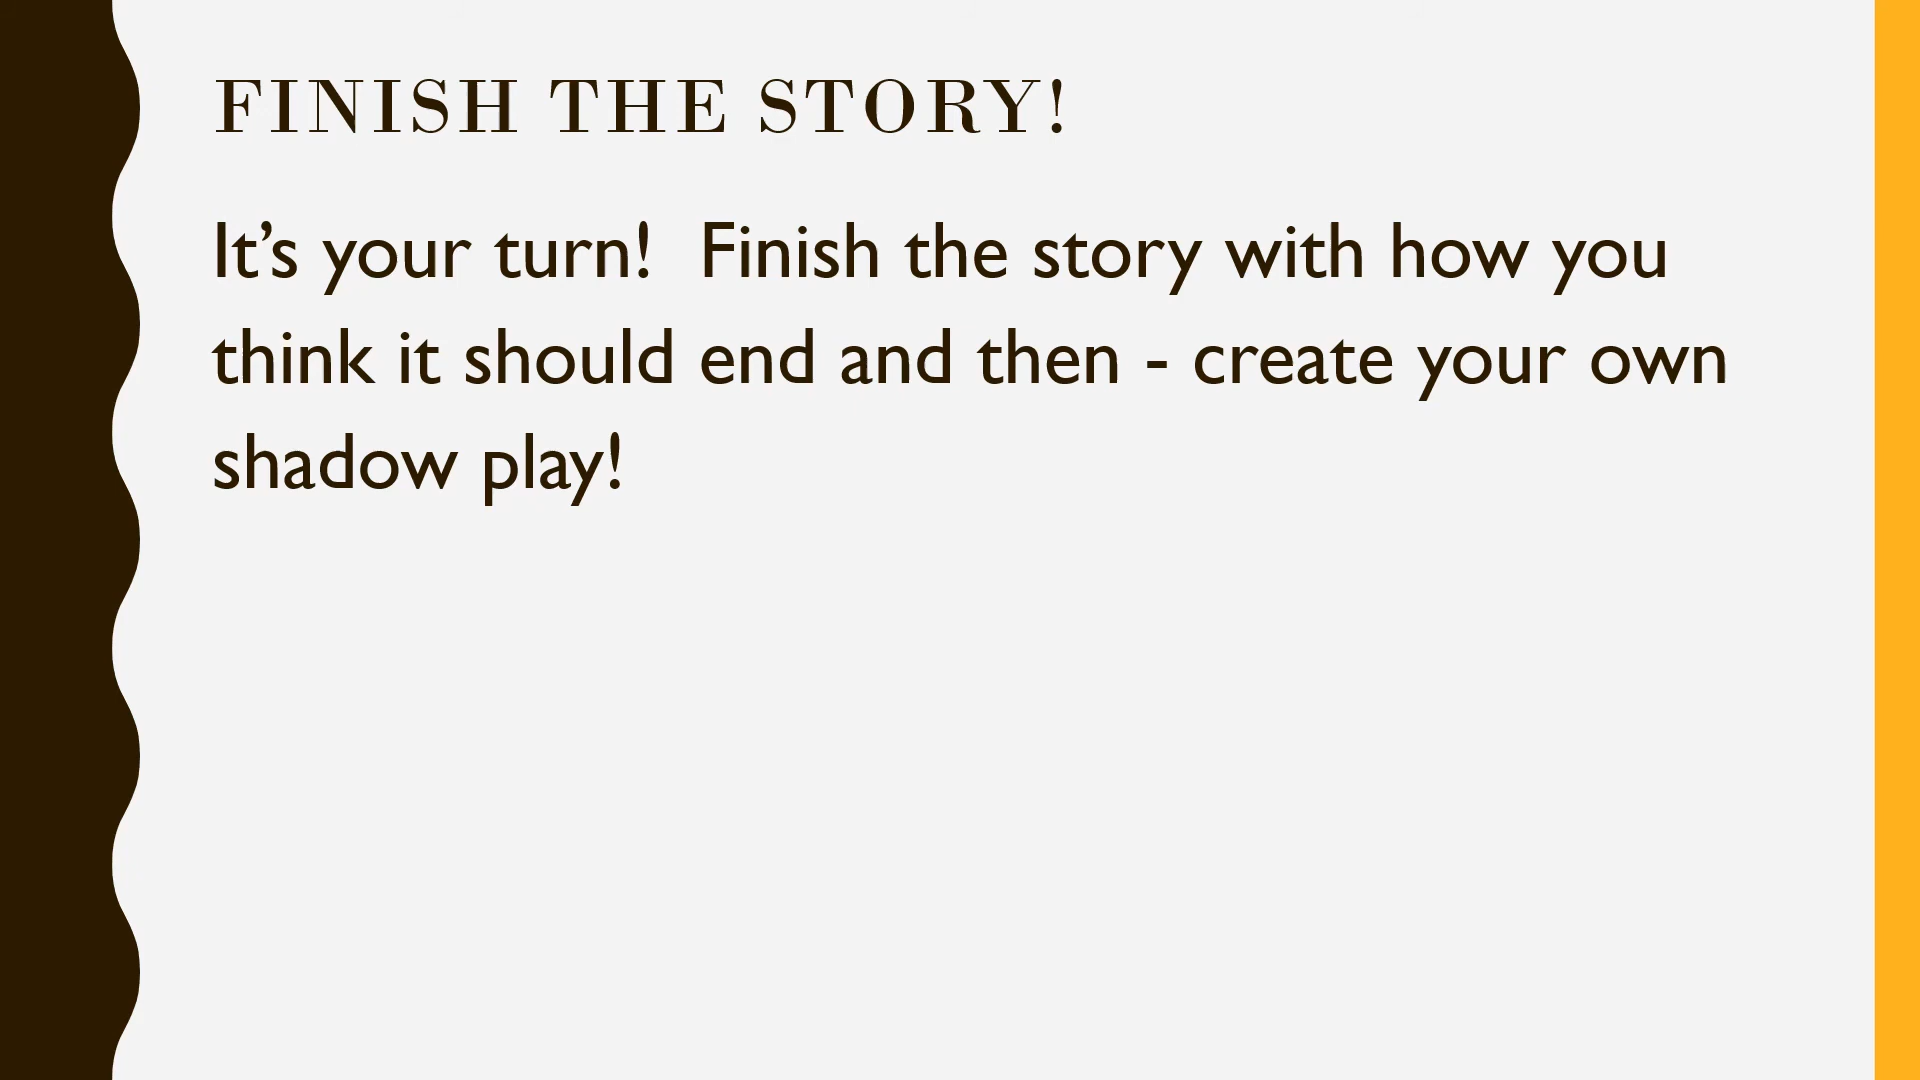 FINISH THE STORY!
It’s your turn!  Finish the story with how you
think it should end and then - create your own
shadow play!